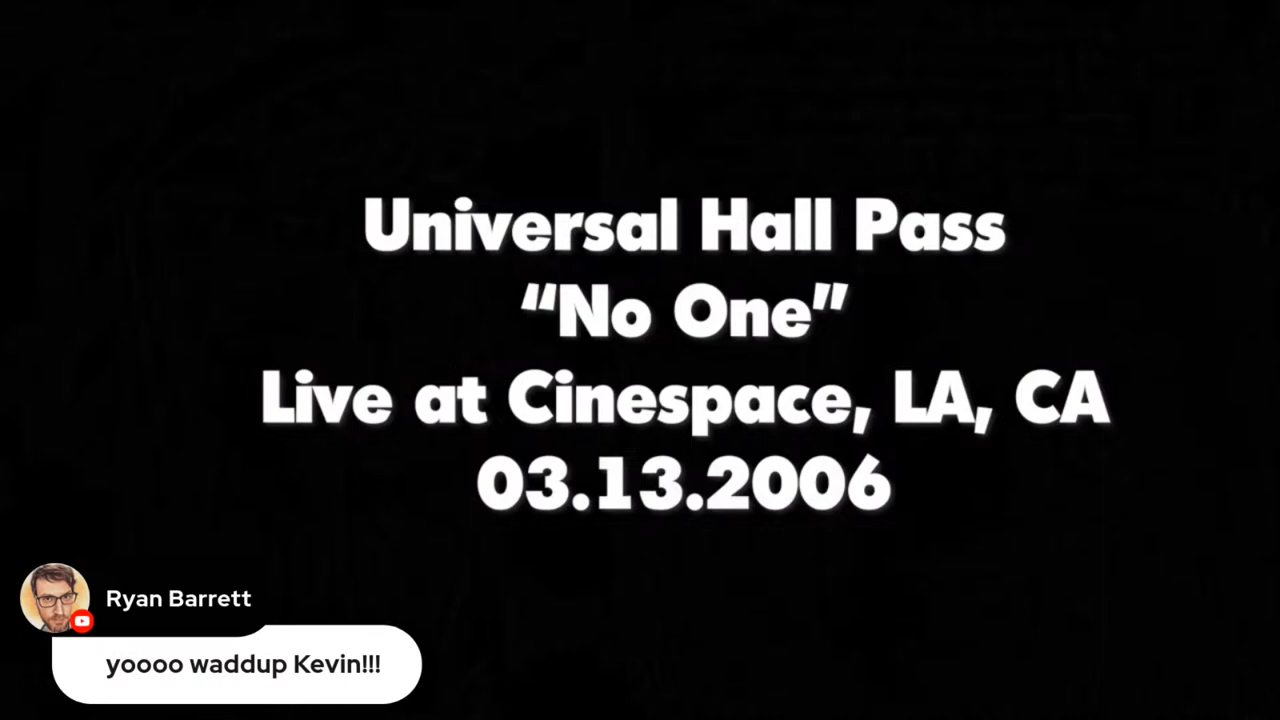 Universal Hall Pass
“No One”
Live at Cinespace, LA, CA
03.13.2006
Ryan Barrett
yoooo waddup Kevin!!!